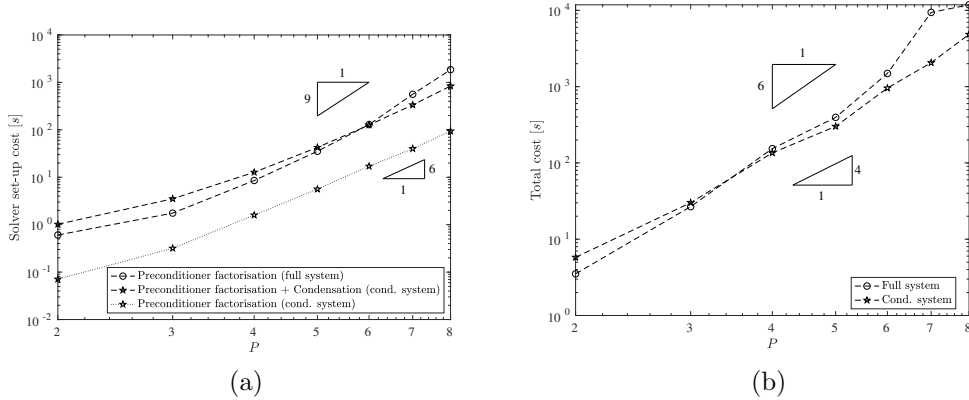 Solver set-up cost [s]
10 4
10 3
10 2
10 1
10 0
10 -1
10 -2
1
9
6
1
Preconditioner factorisation (full system)
Preconditioner factorisation + Condensation (cond. system)
Preconditioner factorisation (cond. system)
2 3 4 5 6 7 8
P
(a)
Total cost [s]
10 4
10 3
10 2
10 1
10 0
1
6
4
1
Full system
Cond. system
2 3 4 5 6 7 8
P
(b)